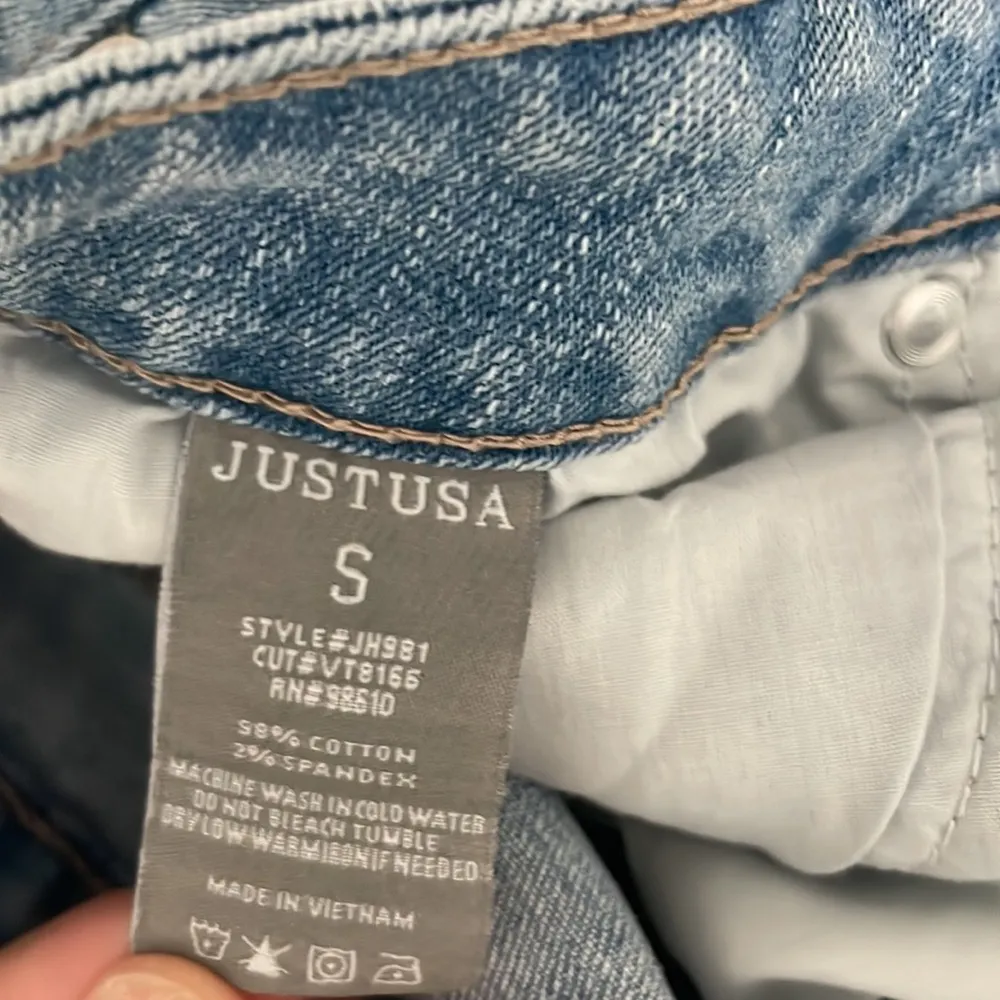 JUSTUSA
S
STYLE#JH981
CUT#VT8166
RN#98610
98% COTTON
2% SPANDEX
MACHINE WASH IN COLD WATER
DO NOT BLEACH TUMBLE
DRY LOW WARM IRON IF NEEDED
MADE IN VIETNAM